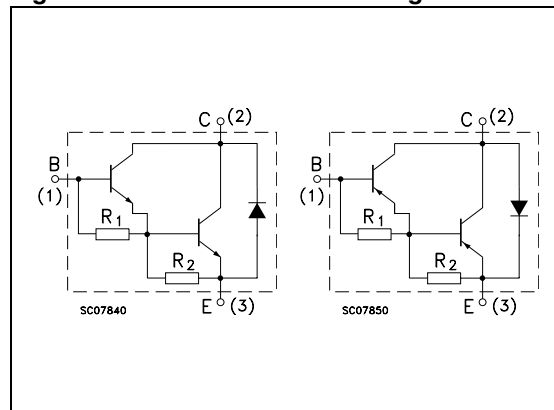 C (2)
B
(1)
R1
R2
E (3)
SC07840
C (2)
B
(1)
R1
R2
E (3)
SC07850